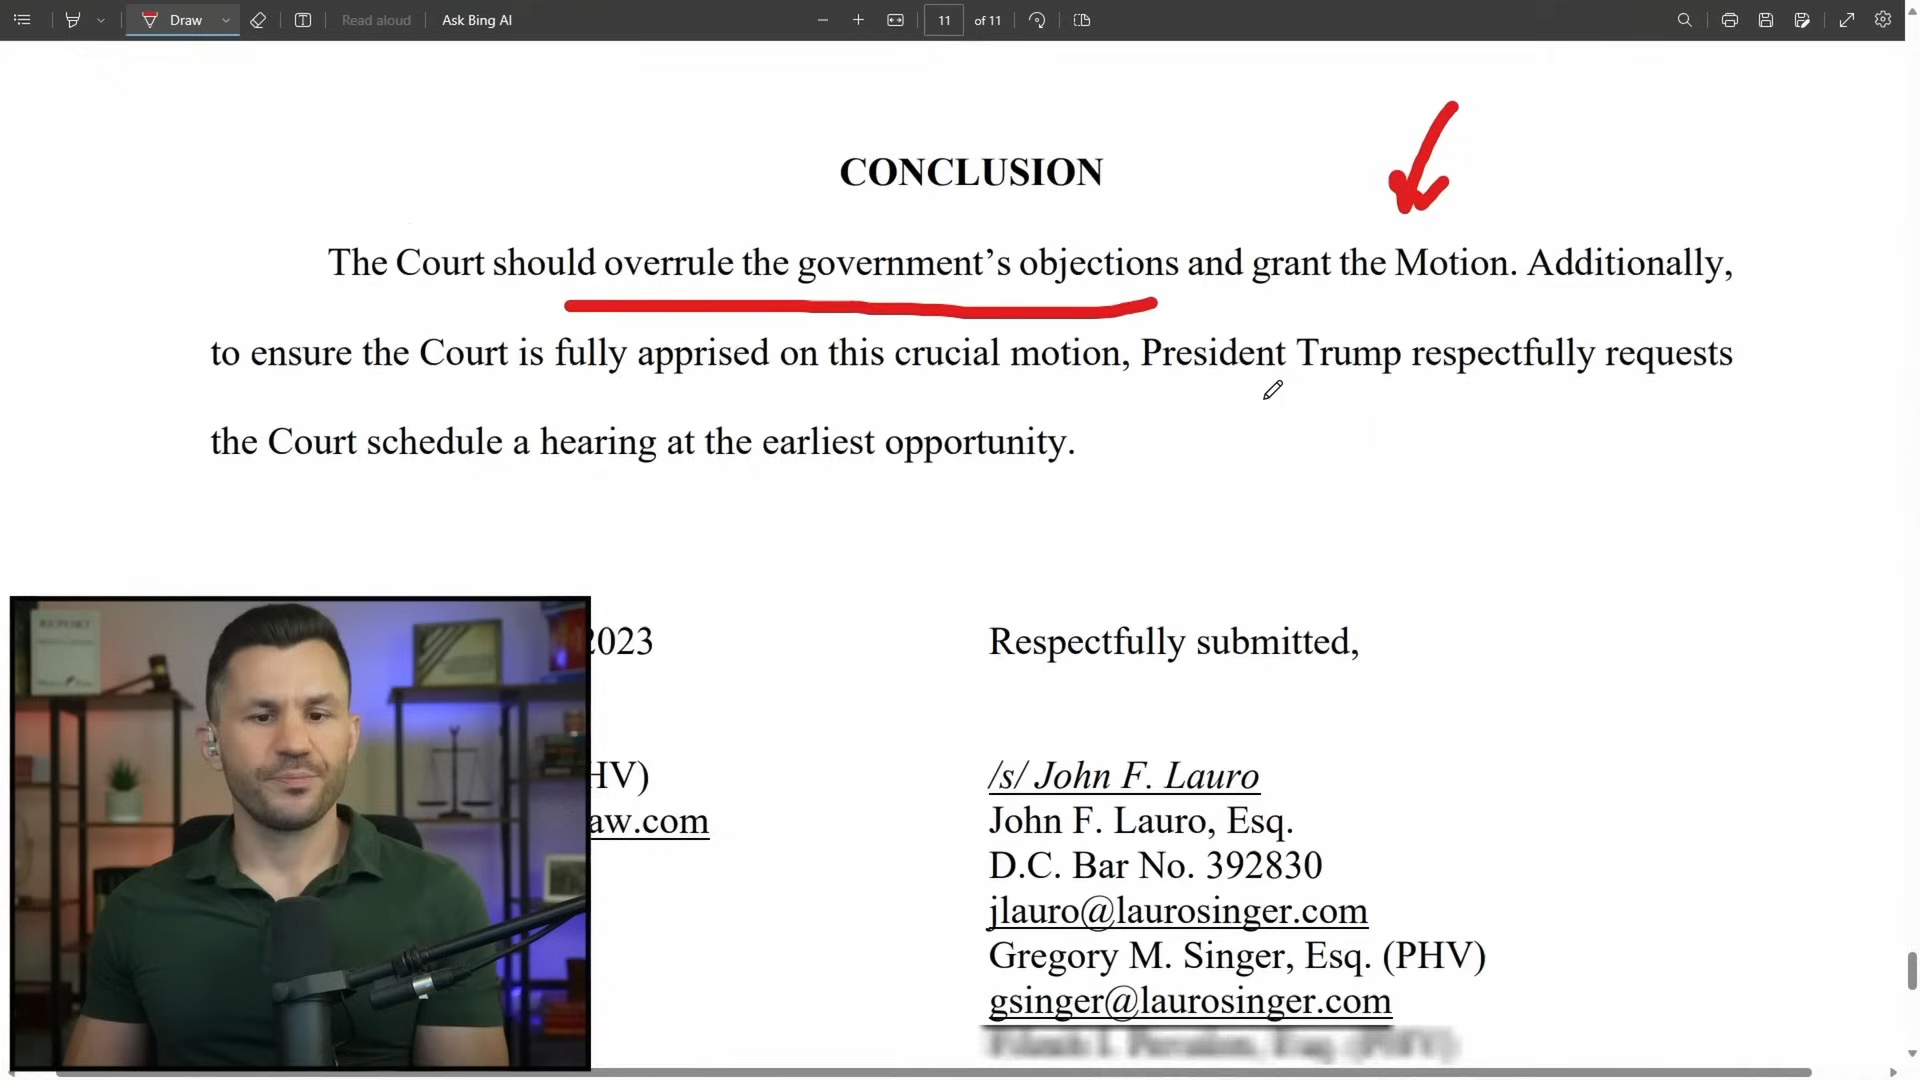 Draw
Read aloud
Ask Bing AI
11
of 11
CONCLUSION
The Court should overrule the government’s objections and grant the Motion. Additionally,
to ensure the Court is fully apprised on this crucial motion, President Trump respectfully requests
the Court schedule a hearing at the earliest opportunity.
2023
Respectfully submitted,
HV)
aw.com
/s/ John F. Lauro
John F. Lauro, Esq.
D.C. Bar No. 392830
jlauro@laurosinger.com
Gregory M. Singer, Esq. (PHV)
gsinger@laurosinger.com
REPORT